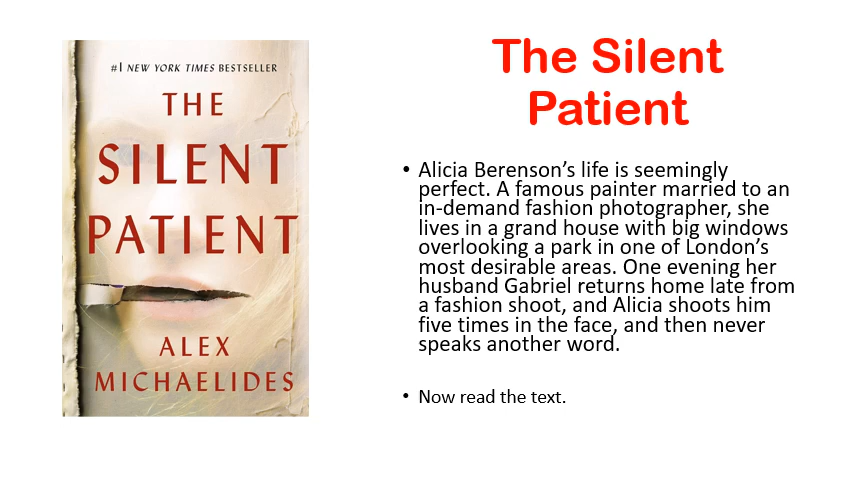 #1 NEW YORK TIMES BESTSELLER
THE
SILENT
PATIENT
ALEX
MICHAELIDES
The Silent
Patient
• Alicia Berenson’s life is seemingly
perfect. A famous painter married to an
in-demand fashion photographer, she
lives in a grand house with big windows
overlooking a park in one of London’s
most desirable areas. One evening her
husband Gabriel returns home late from
a fashion shoot, and Alicia shoots him
five times in the face, and then never
speaks another word.
• Now read the text.